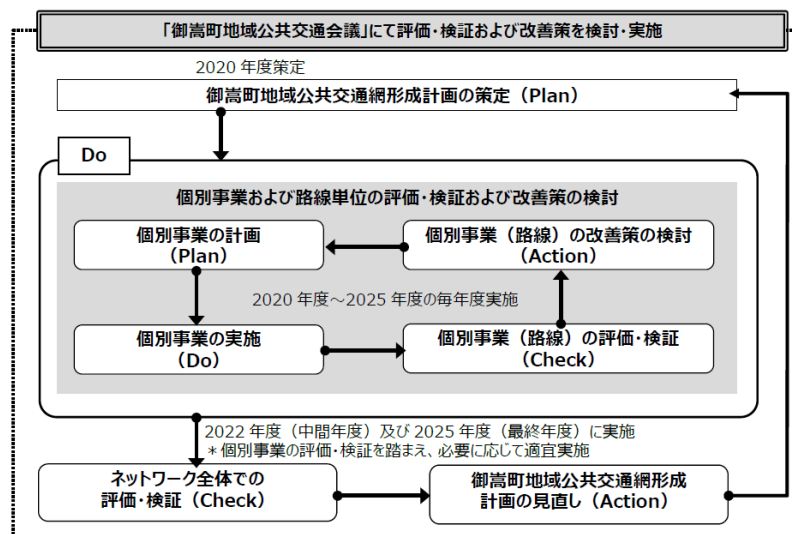 「御嵩町地域公共交通会議」にて評価・検証および改善策を検討・実施
2020 年度策定
御嵩町地域公共交通網形成計画の策定（Plan）
Do
個別事業および路線単位の評価・検証および改善策の検討
個別事業の計画
（Plan）
個別事業（路線）の改善策の検討
（Action）
2020 年度～2025 年度の毎年度実施
個別事業の実施
（Do）
個別事業（路線）の評価・検証
（Check）
2022 年度（中間年度）及び 2025 年度（最終年度）に実施
＊個別事業の評価・検証を踏まえ、必要に応じて適宜実施
ネットワーク全体での
評価・検証（Check）
御嵩町地域公共交通網形成
計画の見直し（Action）